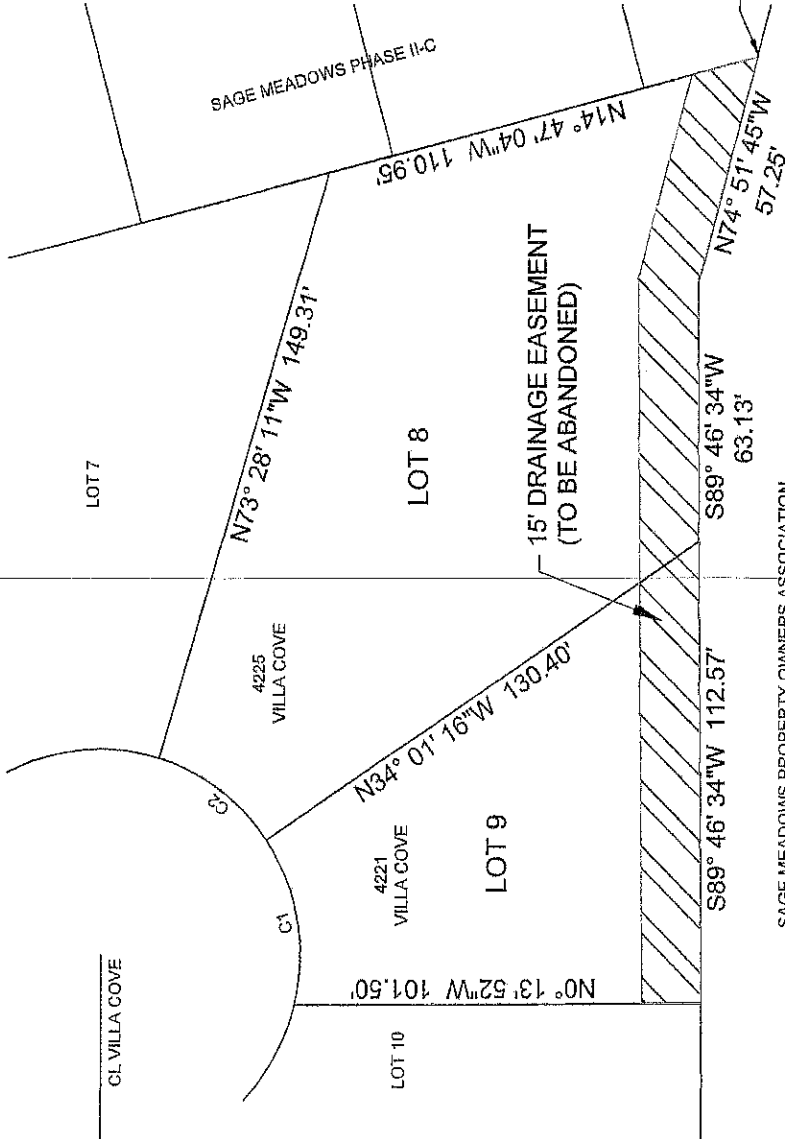 SAGE MEADOWS PHASE II-C
LOT 7
N73° 28' 11"W 149.31'
N14° 47' 04"W 110.95'
CL VILLA COVE
4225
VILLA COVE
LOT 8
C2
C1
N34° 01' 16"W 130.40'
15' DRAINAGE EASEMENT
(TO BE ABANDONED)
4221
VILLA COVE
LOT 9
N0° 13' 52"W 101.50'
LOT 10
S89° 46' 34"W 112.57'
S89° 46' 34"W
63.13'
N74° 51' 45"W
57.25'
SAGE MEADOWS PROPERTY OWNERS ASSOCIATION